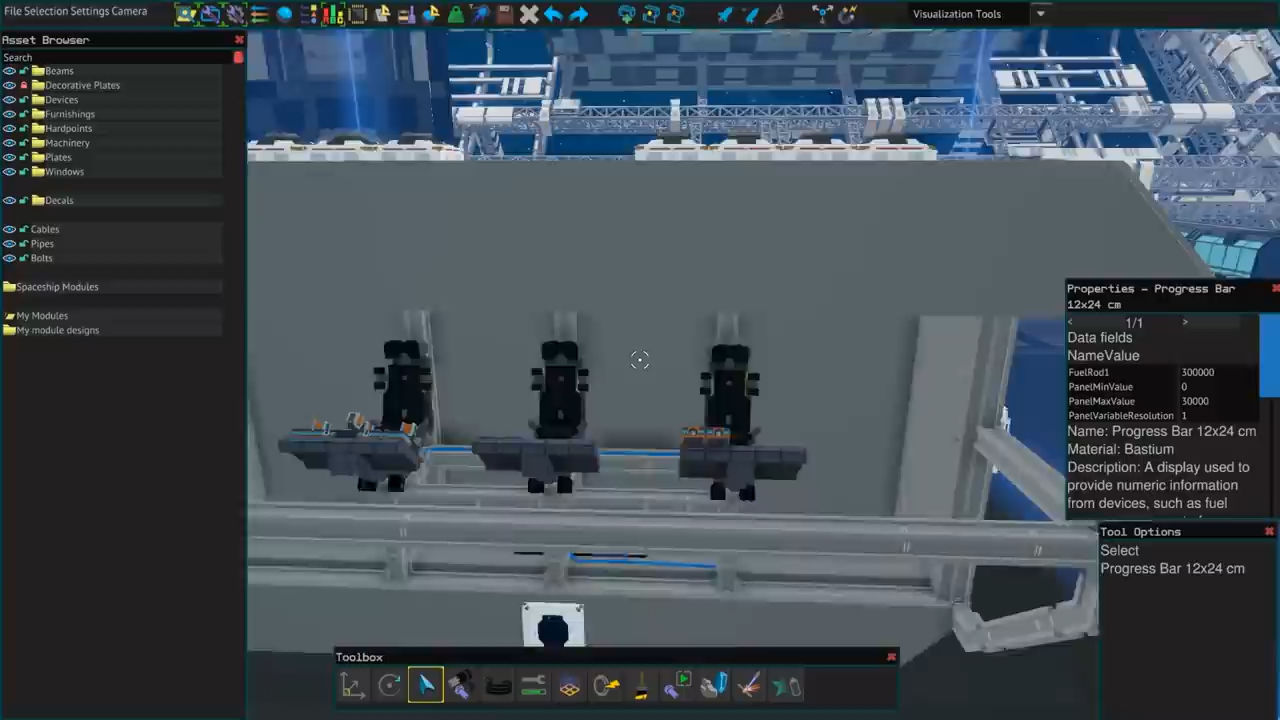 File Selection Settings Camera
Visualization Tools
Asset Browser
Search
Beams
Decorative Plates
Devices
Furnishings
Hardpoints
Machinery
Plates
Windows
Decals
Cables
Pipes
Bolts
Spaceship Modules
My Modules
My module designs
Properties - Progress Bar
12x24 cm
< 1/1 >
Data fields
NameValue
FuelRod1 300000
PanelMinValue 0
PanelMaxValue 30000
PanelVariableResolution 1
Name: Progress Bar 12x24 cm
Material: Bastium
Description: A display used to
provide numeric information
from devices, such as fuel
Tool Options
Select
Progress Bar 12x24 cm
Toolbox